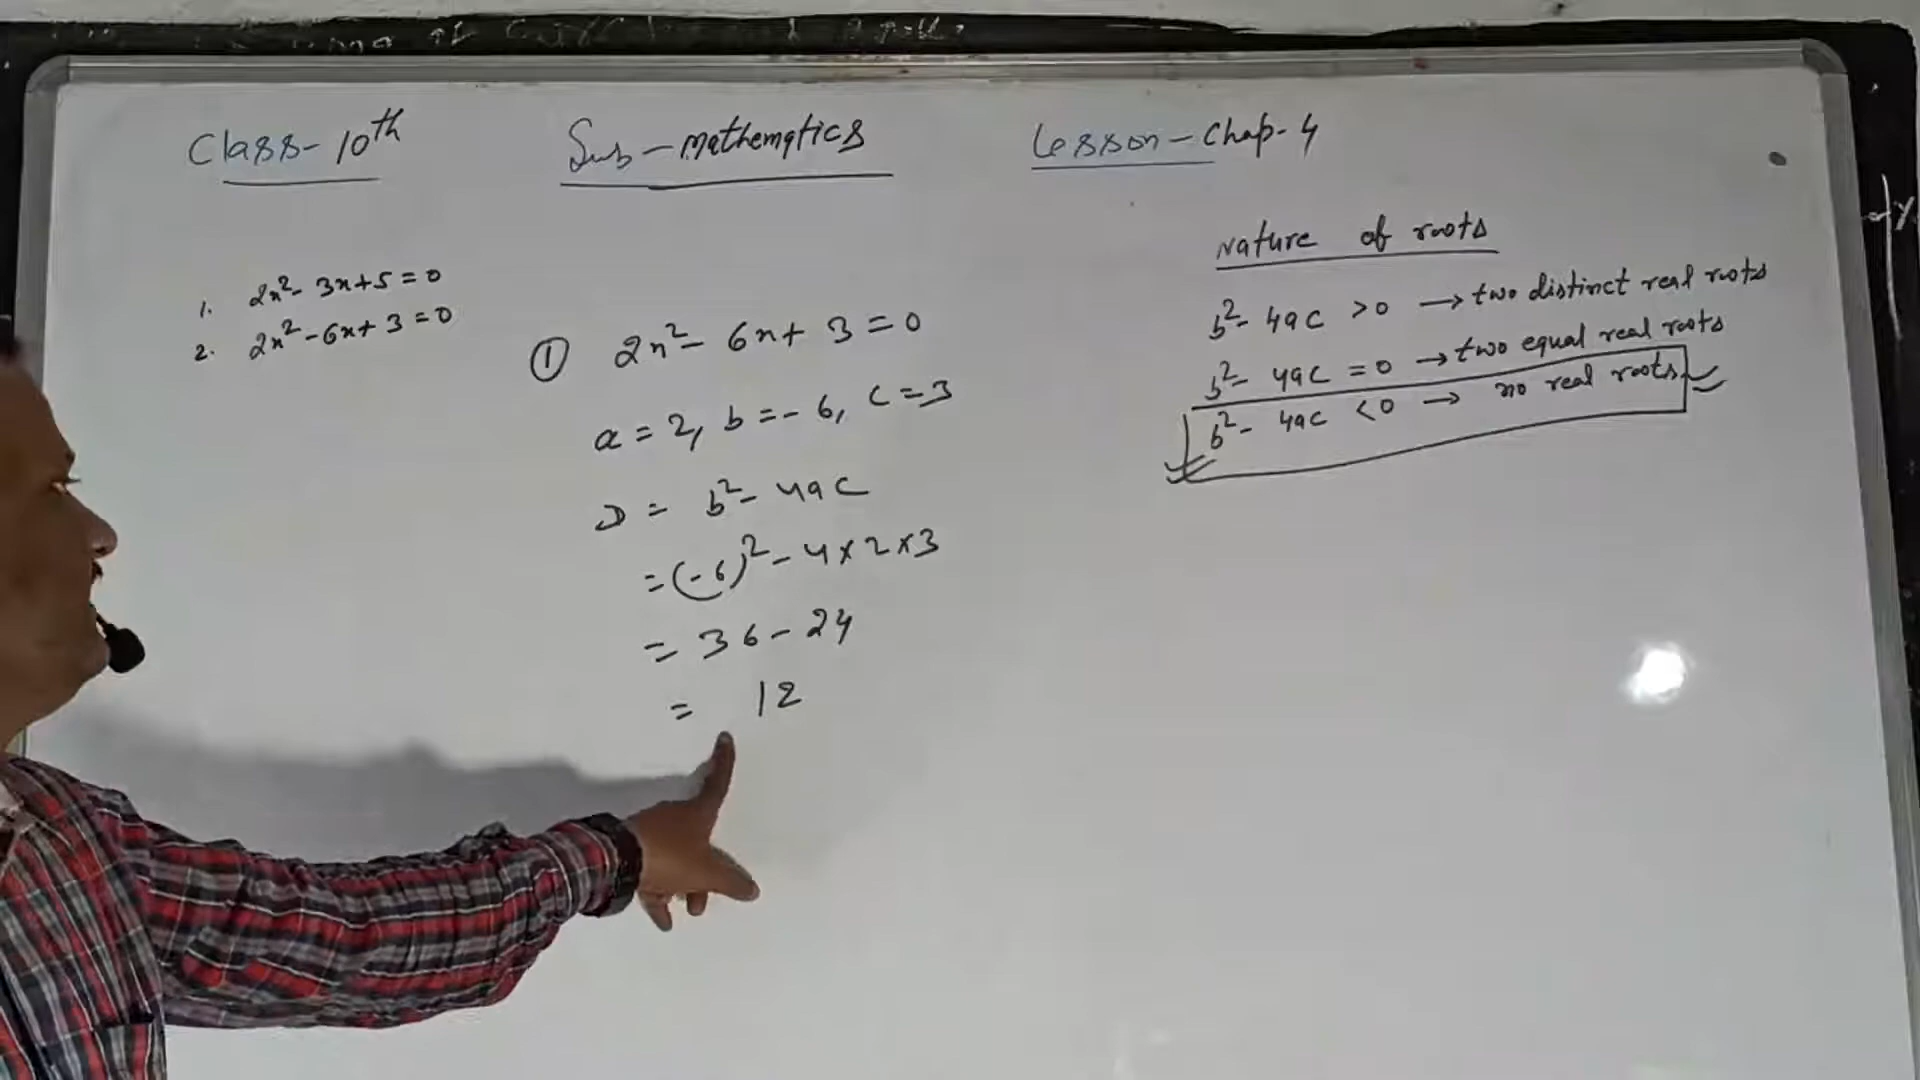 Class-10th
Sub-Mathematics
Lesson-Chap-4
1. 2x²-3x+5=0
2. 2x²-6x+3=0
① 2x²-6x+3=0
a=2, b=-6, c=3
D = b²-4ac
=(-6)²-4×2×3
=36-24
= 12
Nature of roots
b²-4ac >0 → two distinct real roots
b²-4ac =0 → two equal real roots
b²-4ac <0 → no real roots